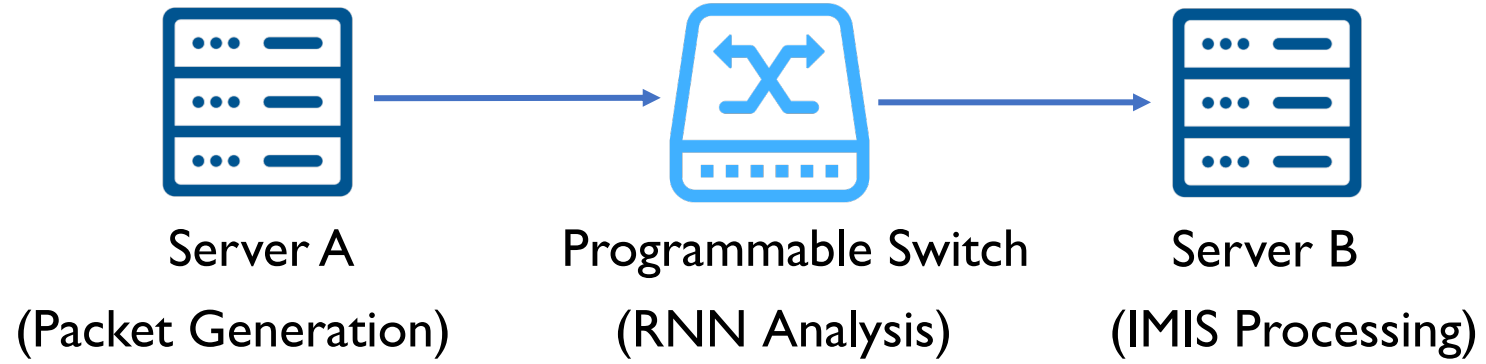 Server A
(Packet Generation)
Programmable Switch
(RNN Analysis)
Server B
(IMIS Processing)